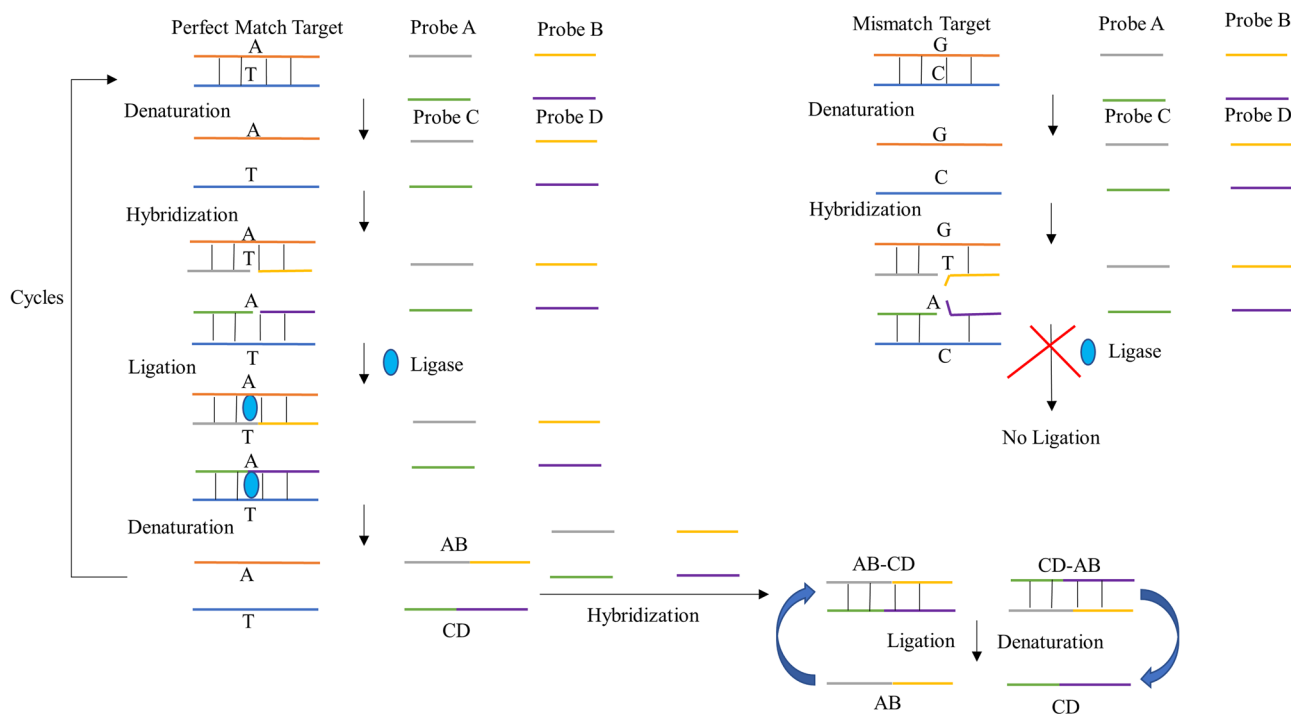 Perfect Match Target
Probe A
Probe B
A
T
Denaturation
Probe C
Probe D
A
T
Hybridization
A
T
Cycles
A
T
Ligation
Ligase
A
T
A
T
Denaturation
A
T
AB
CD
Hybridization
AB-CD
CD-AB
Ligation
Denaturation
AB
CD
Mismatch Target
Probe A
Probe B
G
C
Denaturation
Probe C
Probe D
G
C
Hybridization
G
T
A
C
Ligase
No Ligation